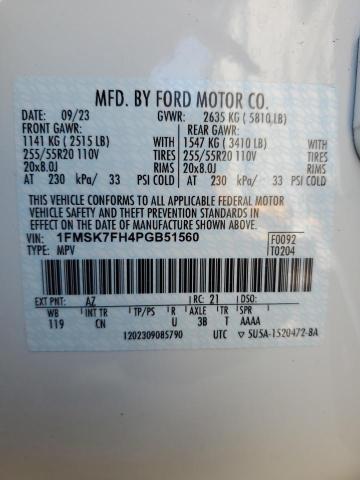 MFD. BY FORD MOTOR CO.
DATE: 09/23 GVWR: 2635 KG ( 5810 LB)
FRONT GAWR: REAR GAWR:
1141 KG ( 2515 LB) WITH 1547 KG ( 3410 LB) WITH
255/55R20 110V TIRES 255/55R20 110V TIRES
20x8.0J RIMS 20x8.0J RIMS
AT 230 kPa/ 33 PSI COLD AT 230 kPa/ 33 PSI COLD
THIS VEHICLE CONFORMS TO ALL APPLICABLE FEDERAL MOTOR
VEHICLE SAFETY AND THEFT PREVENTION STANDARDS IN EFFECT
ON THE DATE OF MANUFACTURE SHOWN ABOVE.
VIN: 1FMSK7FH4PGB51560 F0092
TYPE: MPV T0204
EXT PNT: AZ RC: 21 DSO:
WB INT TR TP/PS R AXLE TR SPR
119 CN U 3B T AAAA
1202309085790 UTC 5U5A-1520472-BA